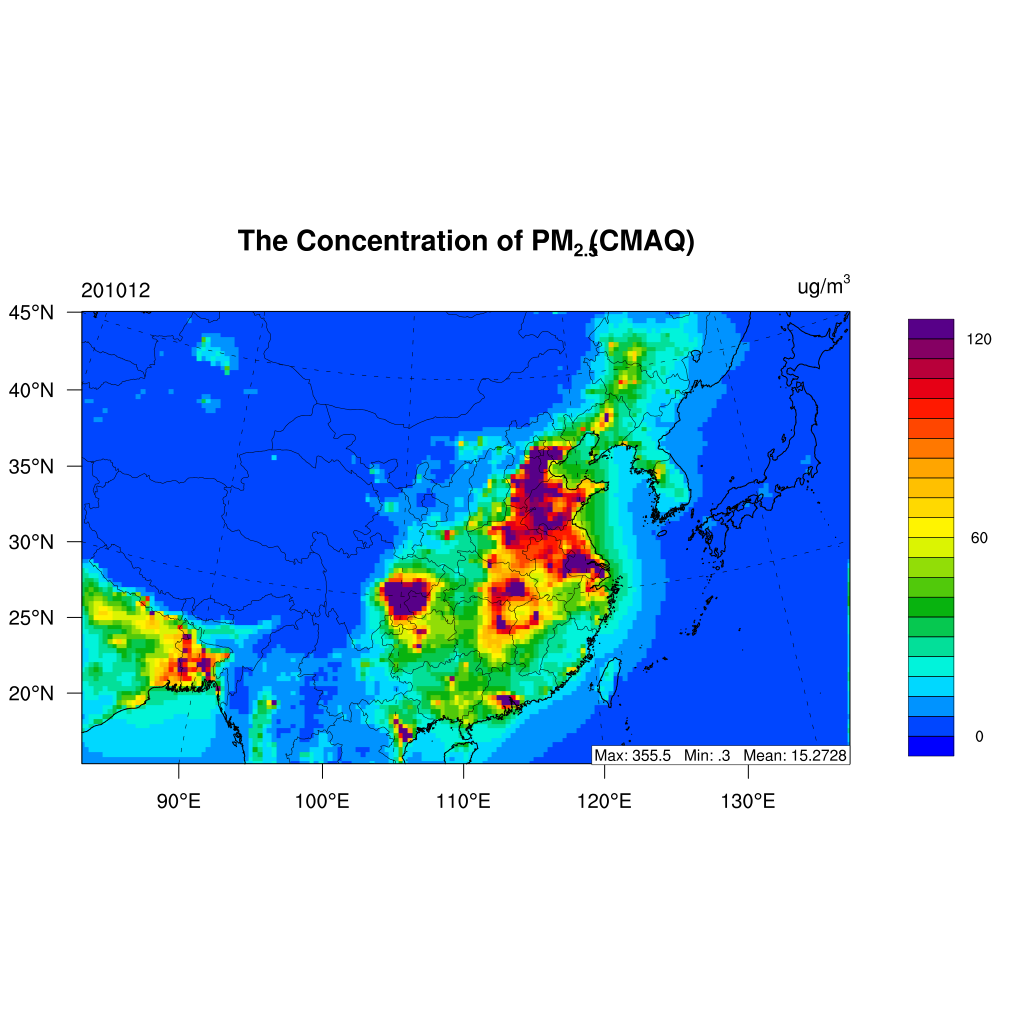 The Concentration of PM2.5(CMAQ)
201012 ug/m3
45°N
40°N
35°N
30°N
25°N
20°N
90°E 100°E 110°E 120°E 130°E
120
60
0
Max: 355.5 Min: .3 Mean: 15.2728